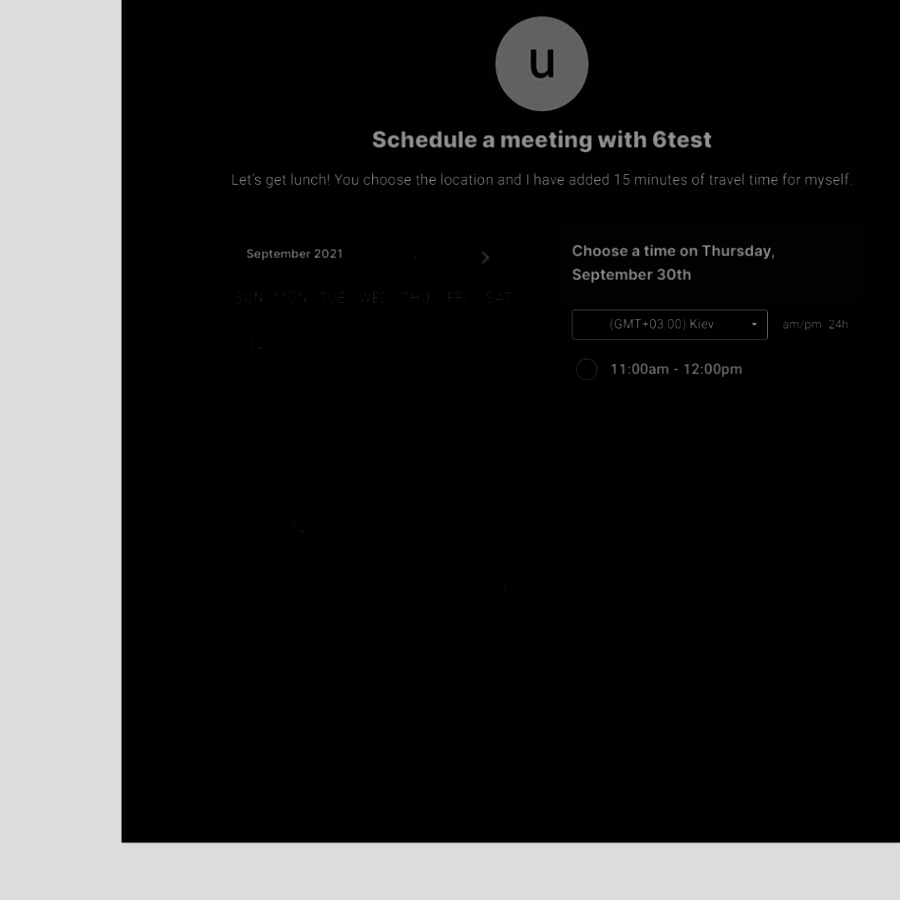 u
Schedule a meeting with 6test
Let's get lunch! You choose the location and I have added 15 minutes of travel time for myself.
September 2021
SUN MON TUE WED THU FRI SAT
12
12
Choose a time on Thursday,
September 30th
(GMT+03:00) Kiev am/pm 24h
11:00am - 12:00pm